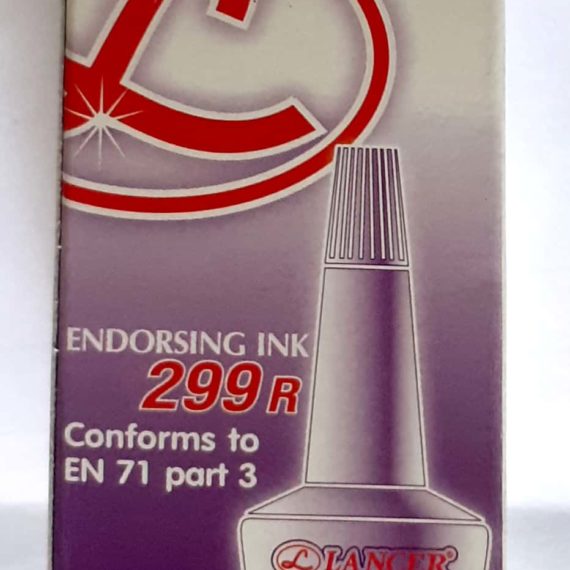 ENDORSING INK
299 R
Conforms to
EN 71 part 3
L LANCER®